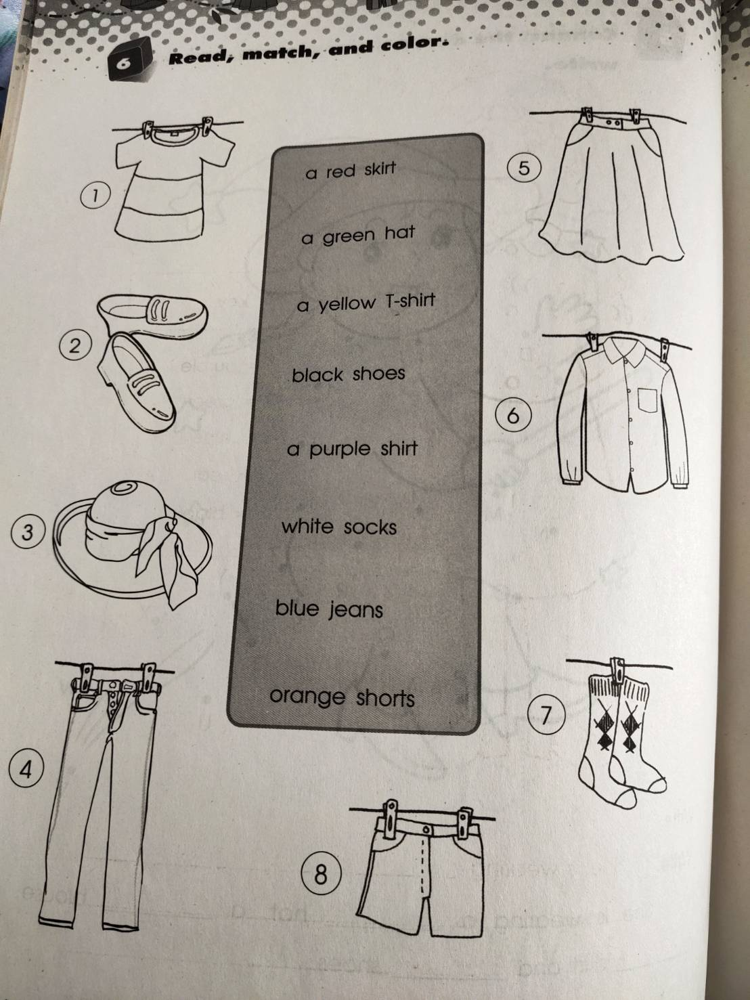 6 Read, match, and color.
1
2
3
4
a red skirt
a green hat
a yellow T-shirt
black shoes
a purple shirt
white socks
blue jeans
orange shorts
5
6
7
8